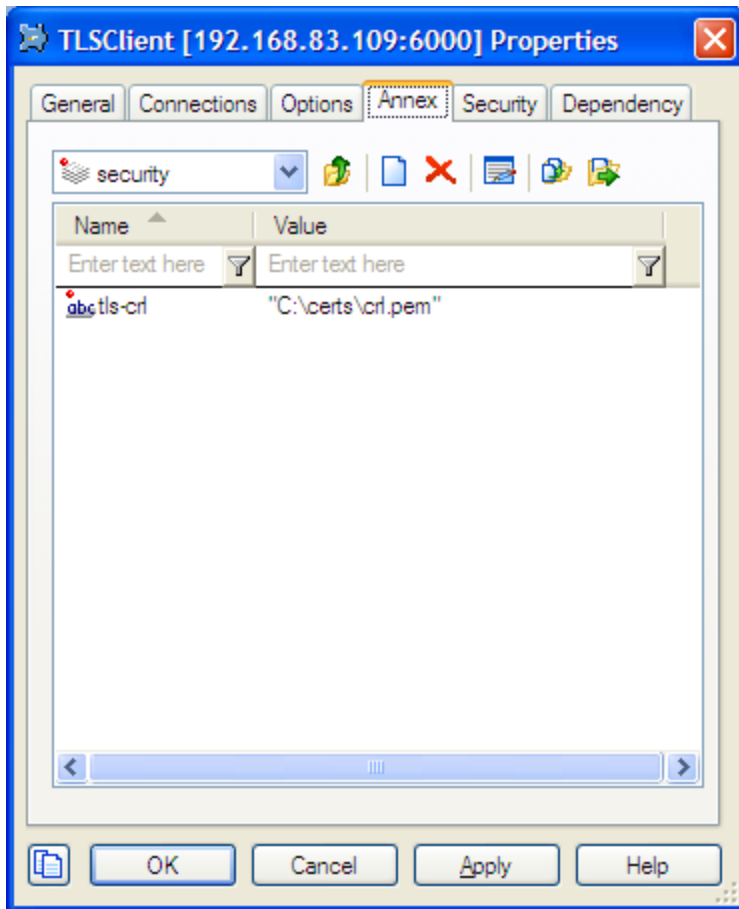 TLSClient [192.168.83.109:6000] Properties
General Connections Options Annex Security Dependency
security
Name Value
Enter text here Enter text here
abc tls-crl "C:\certs\crl.pem"
OK Cancel Apply Help